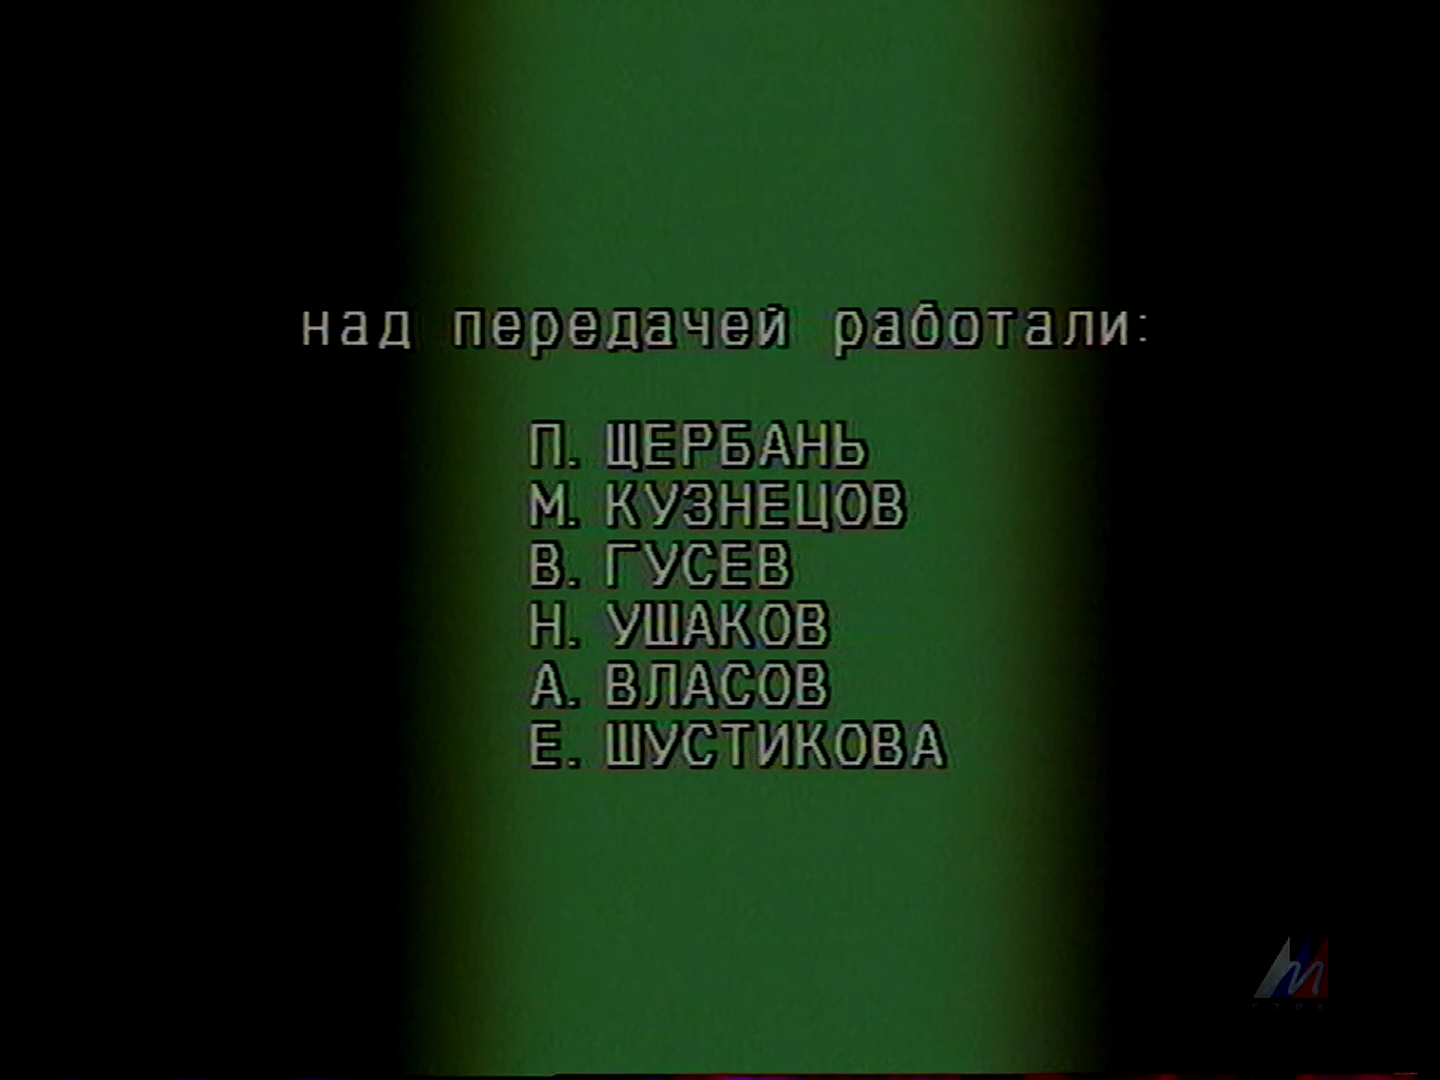 над передачей работали:
П. ЩЕРБАНЬ
М. КУЗНЕЦОВ
В. ГУСЕВ
Н. УШАКОВ
А. ВЛАСОВ
Е. ШУСТИКОВА